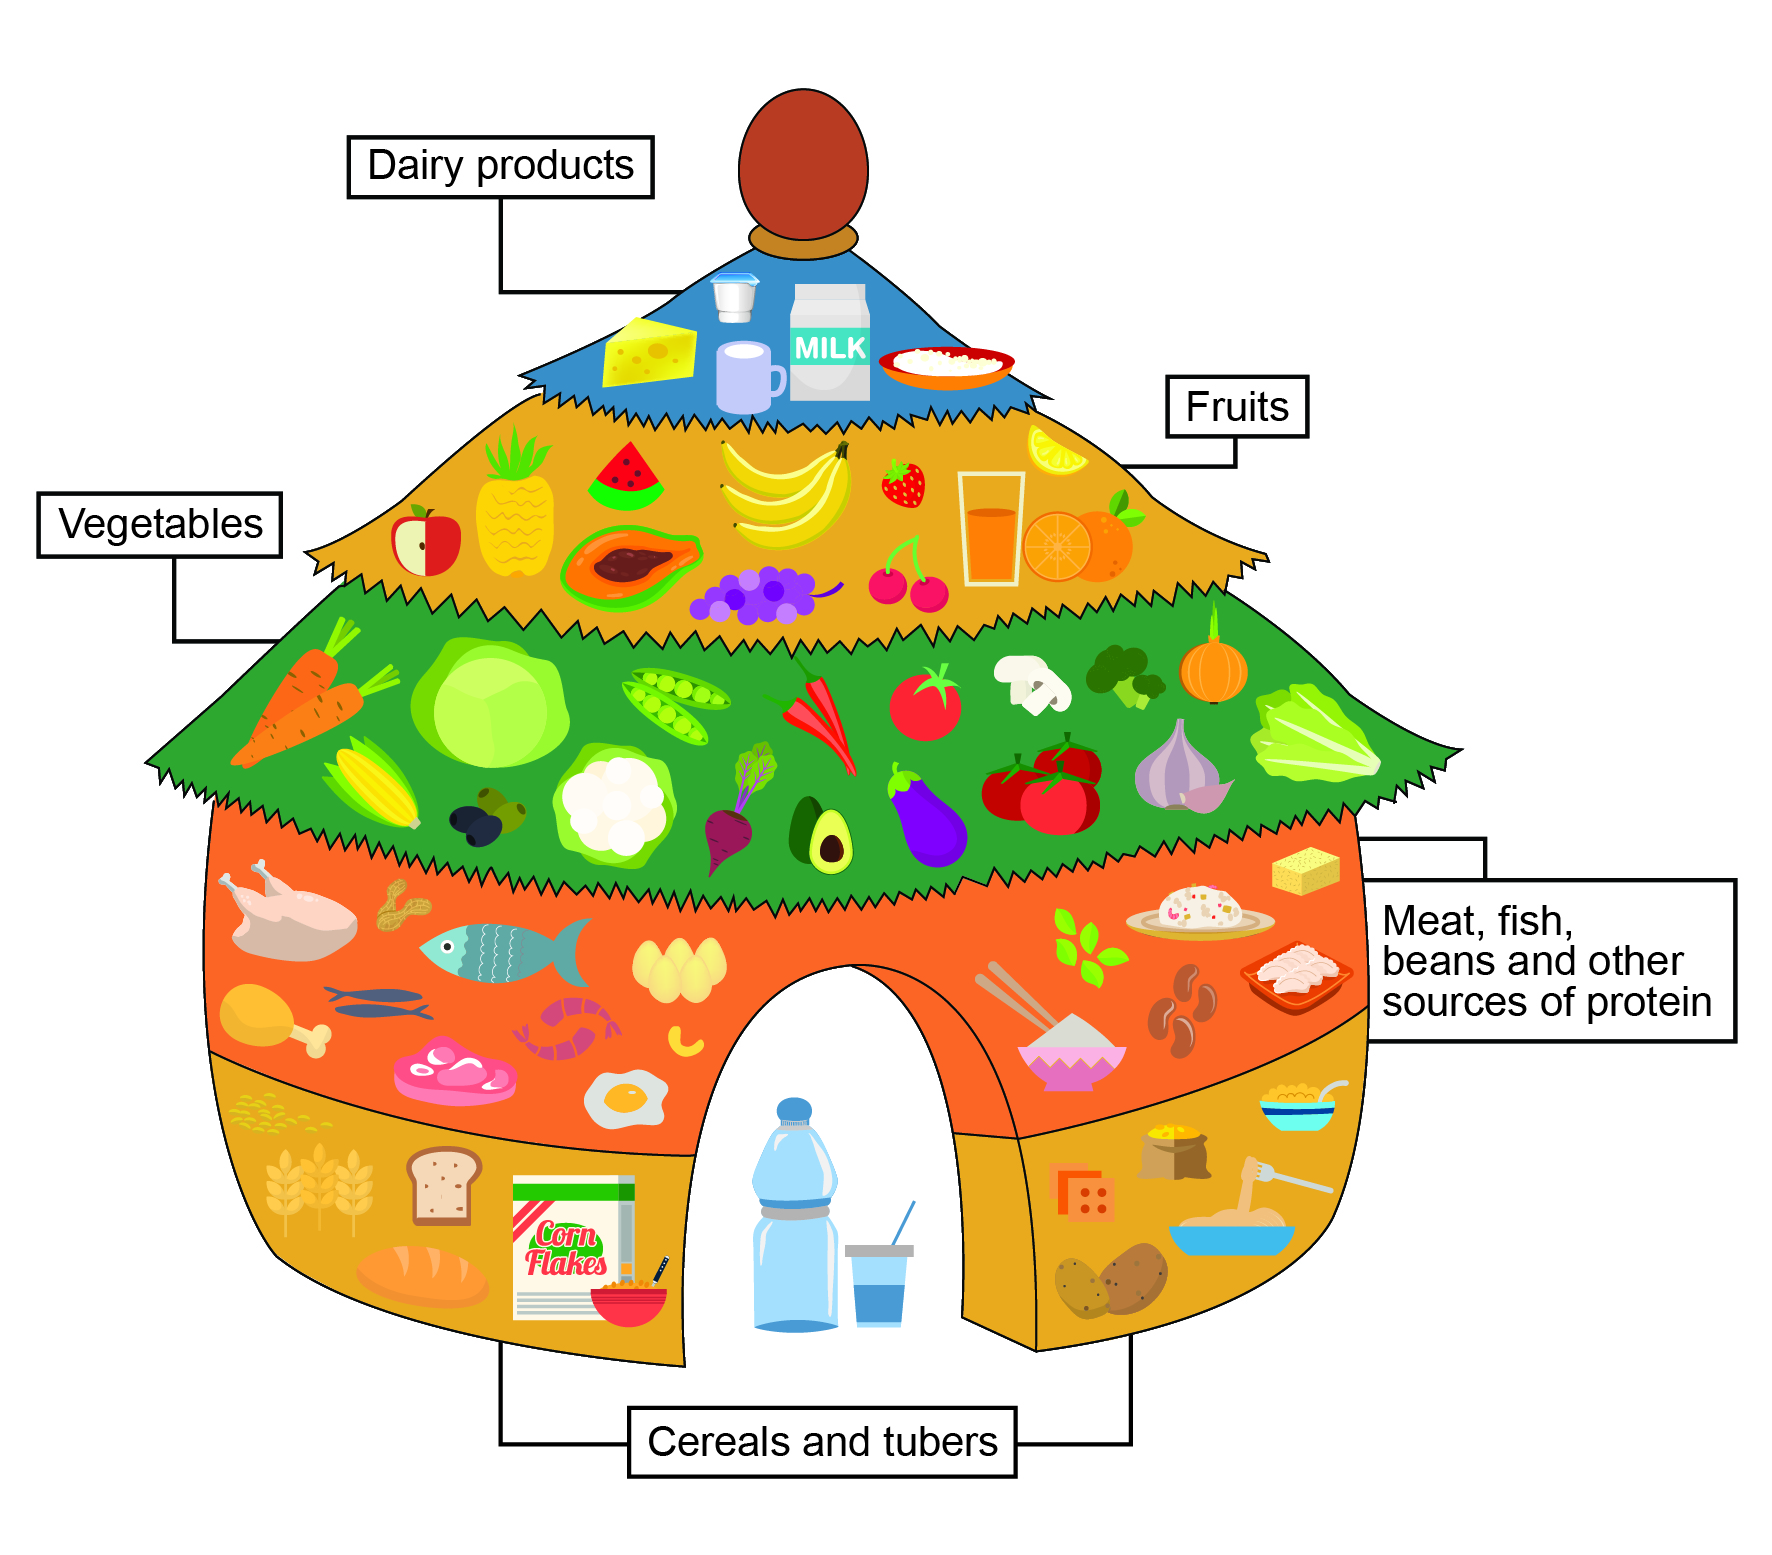 Dairy products
MILK
Fruits
Vegetables
Meat, fish,
beans and other
sources of protein
Corn
Flakes
Cereals and tubers